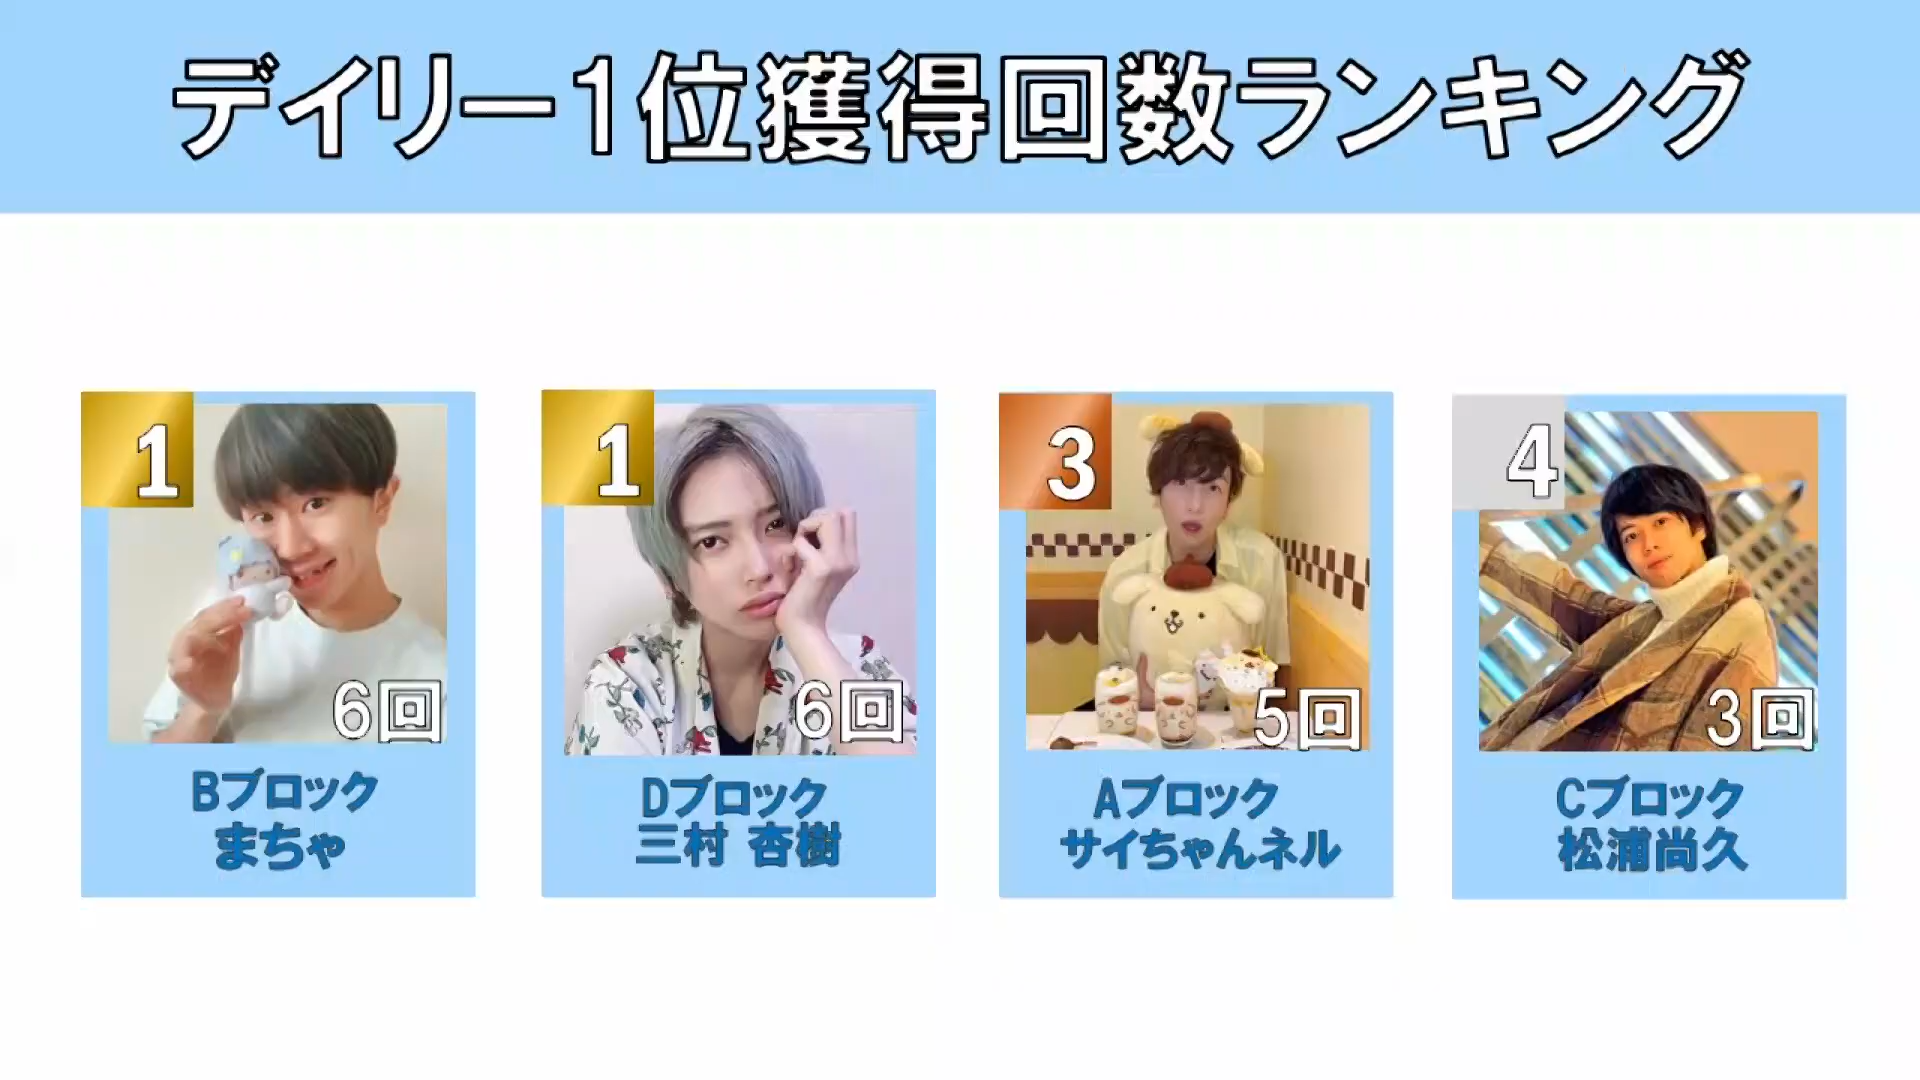 デイリー1位獲得回数ランキング
1
6回
Bブロック
まちゃ
1
6回
Dブロック
三村 杏樹
3
5回
Aブロック
サイちゃんネル
4
3回
Cブロック
松浦尚久